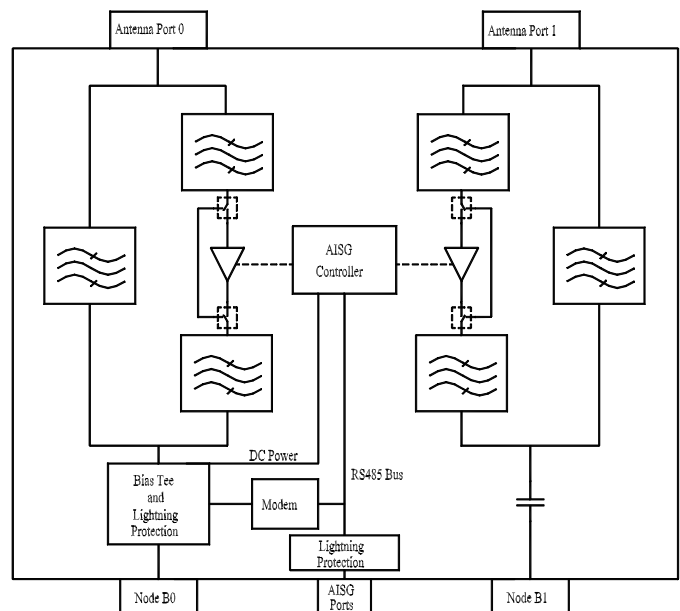 Antenna Port 0
Antenna Port 1
AISG
Controller
DC Power
RS485 Bus
Bias Tee
and
Lightning
Protection
Modem
Lightning
Protection
Node B0
AISG
Ports
Node B1